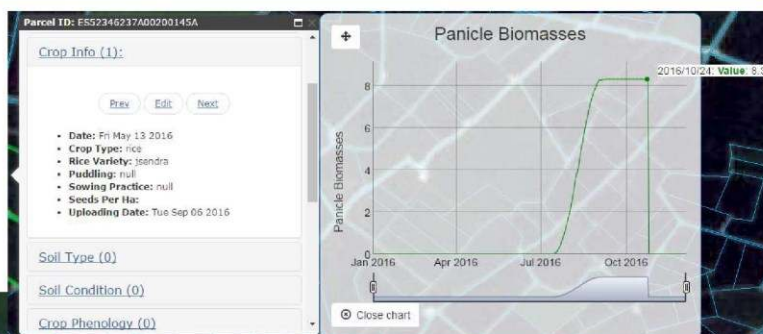 Parcel ID: ES52346237A00200145A
Crop Info (1):
Prev Edit Next
• Date: Fri May 13 2016
• Crop Type: rice
• Rice Variety: jsendra
• Puddling: null
• Sowing Practice: null
• Seeds Per Ha:
• Uploading Date: Tue Sep 06 2016
Soil Type (0)
Soil Condition (0)
Crop Phenology (0)
Panicle Biomasses
2016/10/24: Value: 8.3
Panicle Biomasses
8
6
4
2
0
Jan 2016 Apr 2016 Jul 2016 Oct 2016
Close chart